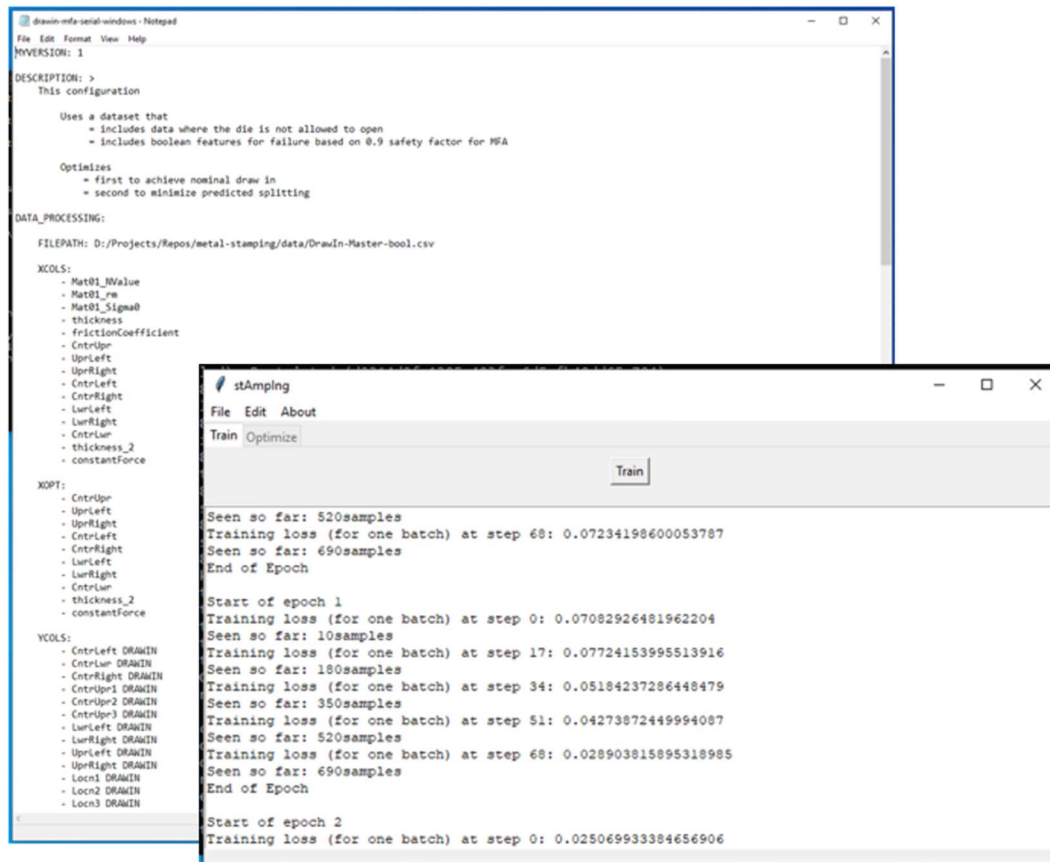 drawin-mfa-serial-windows - Notepad
File Edit Format View Help
MYVERSION: 1
DESCRIPTION: >
This configuration
Uses a dataset that
= includes data where the die is not allowed to open
= includes boolean features for failure based on 0.9 safety factor for MFA
Optimizes
= first to achieve nominal draw in
= second to minimize predicted splitting
DATA_PROCESSING:
FILEPATH: D:/Projects/Repos/metal-stamping/data/DrawIn-Master-bool.csv
XCOLS:
- Mat01_NValue
- Mat01_rm
- Mat01_Sigma0
- thickness
- frictionCoefficient
- CntrUpr
- UprLeft
- UprRight
- CntrLeft
- CntrRight
- LwrLeft
- LwrRight
- CntrLwr
- thickness_2
- constantForce
XOPT:
- CntrUpr
- UprLeft
- UprRight
- CntrLeft
- CntrRight
- LwrLeft
- LwrRight
- CntrLwr
- thickness_2
- constantForce
YCOLS:
- CntrLeft DRAWIN
- CntrLwr DRAWIN
- CntrRight DRAWIN
- CntrUpr1 DRAWIN
- CntrUpr2 DRAWIN
- CntrUpr3 DRAWIN
- LwrLeft DRAWIN
- LwrRight DRAWIN
- UprLeft DRAWIN
- UprRight DRAWIN
- Locn1 DRAWIN
- Locn2 DRAWIN
- Locn3 DRAWIN
stAmpIng
File Edit About
Train Optimize
Train
Seen so far: 520samples
Training loss (for one batch) at step 68: 0.07234198600053787
Seen so far: 690samples
End of Epoch
Start of epoch 1
Training loss (for one batch) at step 0: 0.07082926481962204
Seen so far: 10samples
Training loss (for one batch) at step 17: 0.07724153995513916
Seen so far: 180samples
Training loss (for one batch) at step 34: 0.05184237286448479
Seen so far: 350samples
Training loss (for one batch) at step 51: 0.04273872449994087
Seen so far: 520samples
Training loss (for one batch) at step 68: 0.028903815895318985
Seen so far: 690samples
End of Epoch
Start of epoch 2
Training loss (for one batch) at step 0: 0.025069933384656906